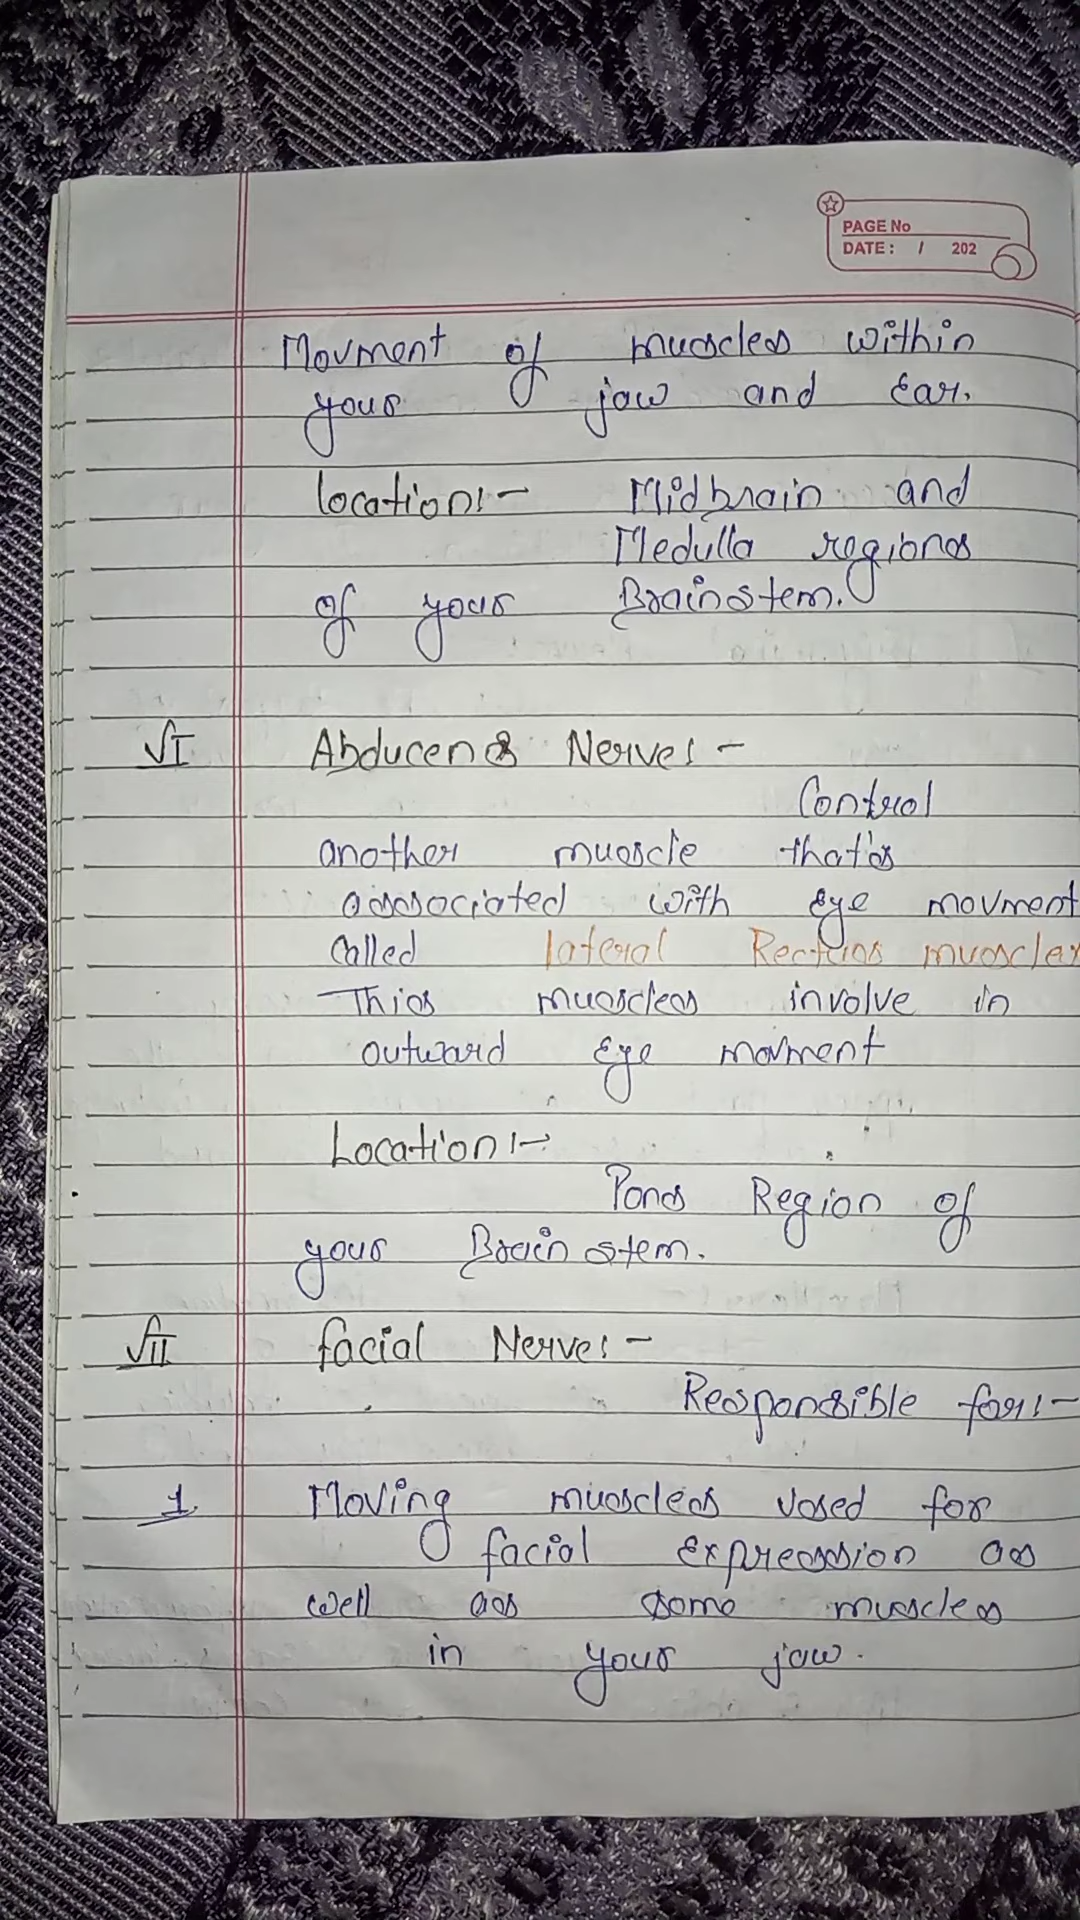 PAGE No
DATE: / 202
Movment of muscles within
your jaw and Ear.
location:- Midbrain and
Medulla regions
of your Brainstem.
VI Abducens Nerve:-
Control
another muscle that's
associated with Eye movment
Called lateral Rectus muscles
This muscles involve in
outward Eye movment
Location:-
Pons Region of
your Brain stem.
VII facial Nerve:-
Responsible for:-
1. Moving muscles used for
facial expression as
well as some muscles
in your jaw.